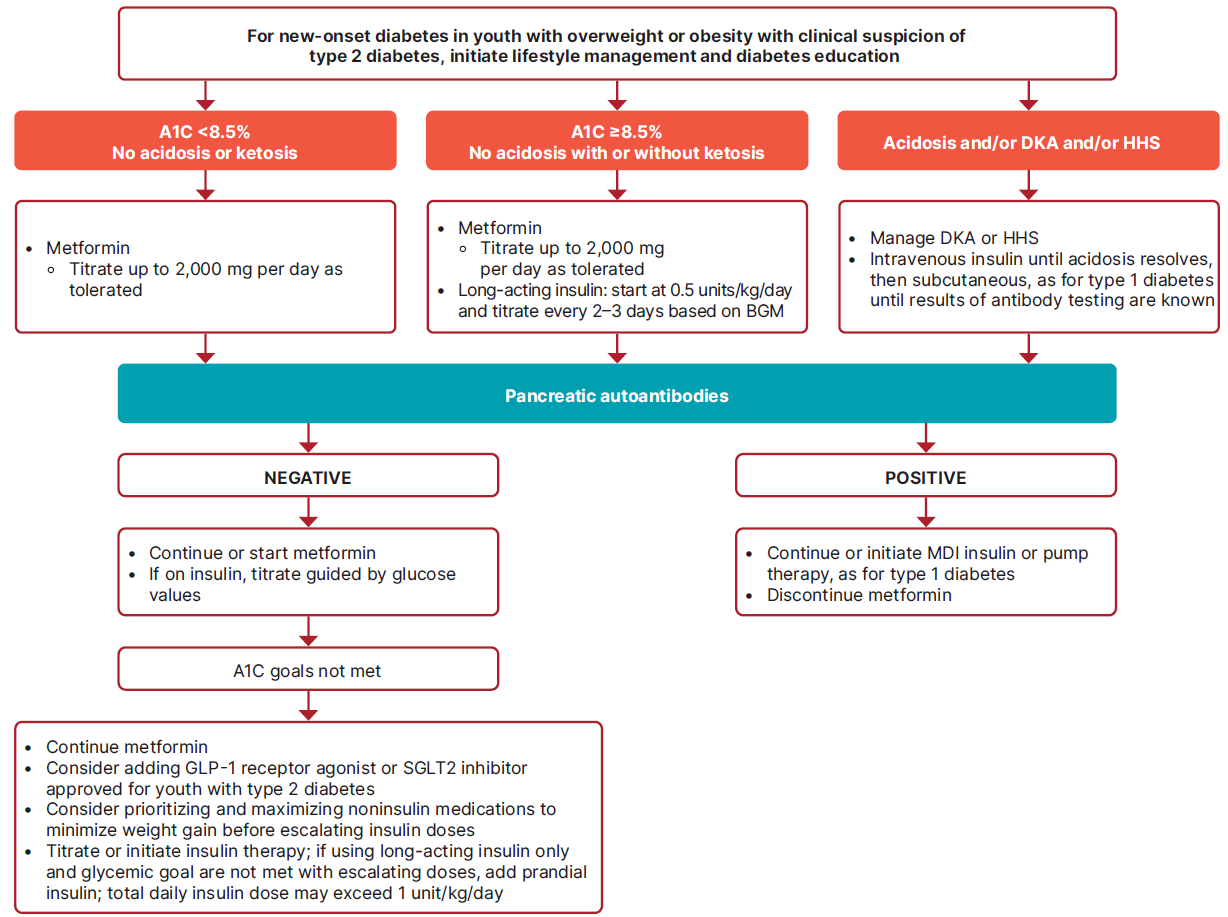 For new-onset diabetes in youth with overweight or obesity with clinical suspicion of
type 2 diabetes, initiate lifestyle management and diabetes education
A1C <8.5%
No acidosis or ketosis
A1C ≥8.5%
No acidosis with or without ketosis
Acidosis and/or DKA and/or HHS
• Metformin
◦ Titrate up to 2,000 mg per day as
tolerated
• Metformin
◦ Titrate up to 2,000 mg
per day as tolerated
• Long-acting insulin: start at 0.5 units/kg/day
and titrate every 2–3 days based on BGM
• Manage DKA or HHS
• Intravenous insulin until acidosis resolves,
then subcutaneous, as for type 1 diabetes
until results of antibody testing are known
Pancreatic autoantibodies
NEGATIVE
POSITIVE
• Continue or start metformin
• If on insulin, titrate guided by glucose
values
• Continue or initiate MDI insulin or pump
therapy, as for type 1 diabetes
• Discontinue metformin
A1C goals not met
• Continue metformin
• Consider adding GLP-1 receptor agonist or SGLT2 inhibitor
approved for youth with type 2 diabetes
• Consider prioritizing and maximizing noninsulin medications to
minimize weight gain before escalating insulin doses
• Titrate or initiate insulin therapy; if using long-acting insulin only
and glycemic goal are not met with escalating doses, add prandial
insulin; total daily insulin dose may exceed 1 unit/kg/day